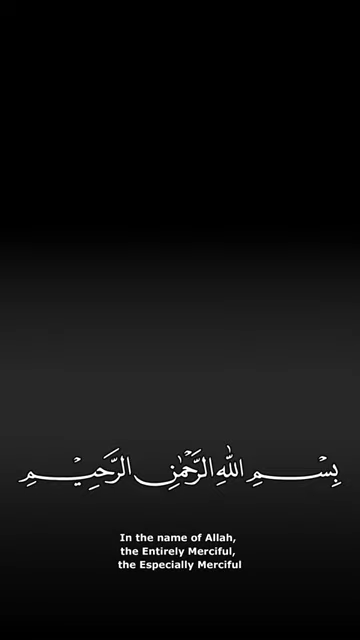 بِسْمِ اللَّهِ الرَّحْمَٰنِ الرَّحِيمِ
In the name of Allah,
the Entirely Merciful,
the Especially Merciful